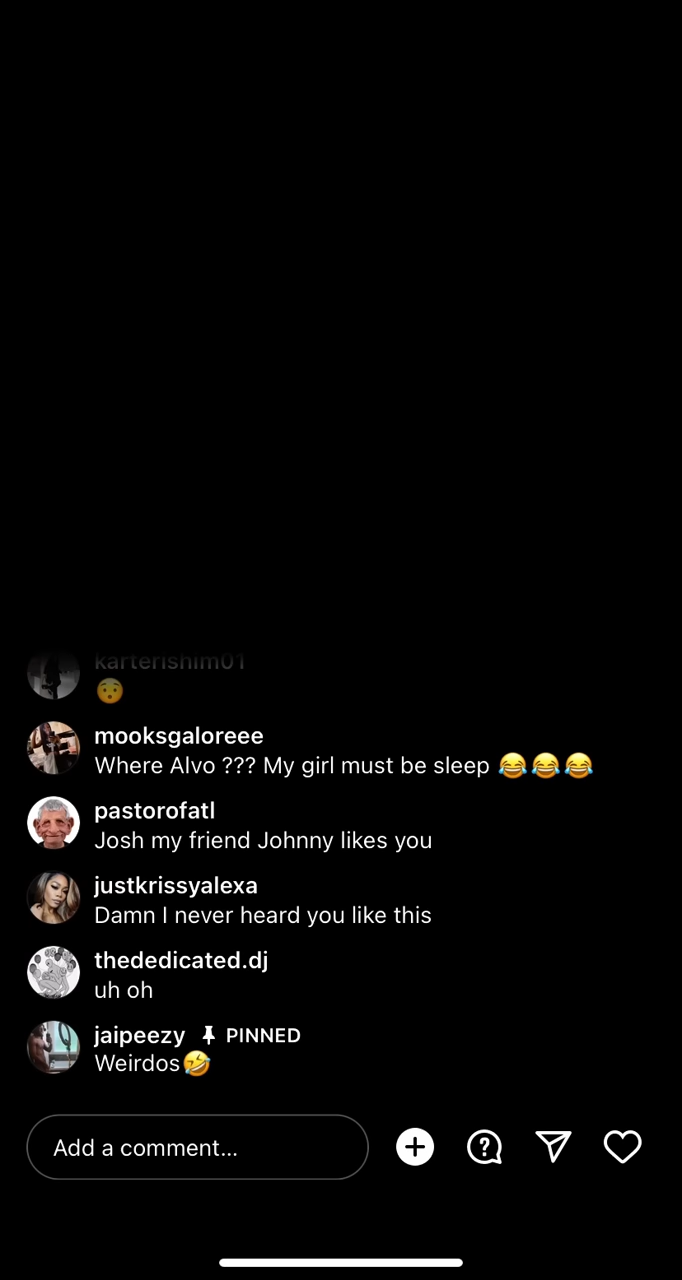 karterishim01
😯
mooksgaloreee
Where Alvo ??? My girl must be sleep 😂😂😂
pastorofatl
Josh my friend Johnny likes you
justkrissyalexa
Damn I never heard you like this
thededicated.dj
uh oh
jaipeezy PINNED
Weirdos🤣
Add a comment...